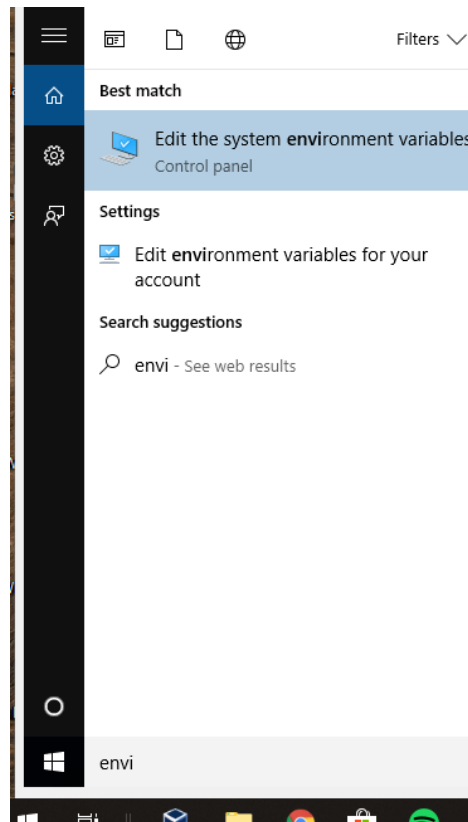 Filters
Best match
Edit the system environment variables
Control panel
Settings
Edit environment variables for your
account
Search suggestions
envi - See web results
envi